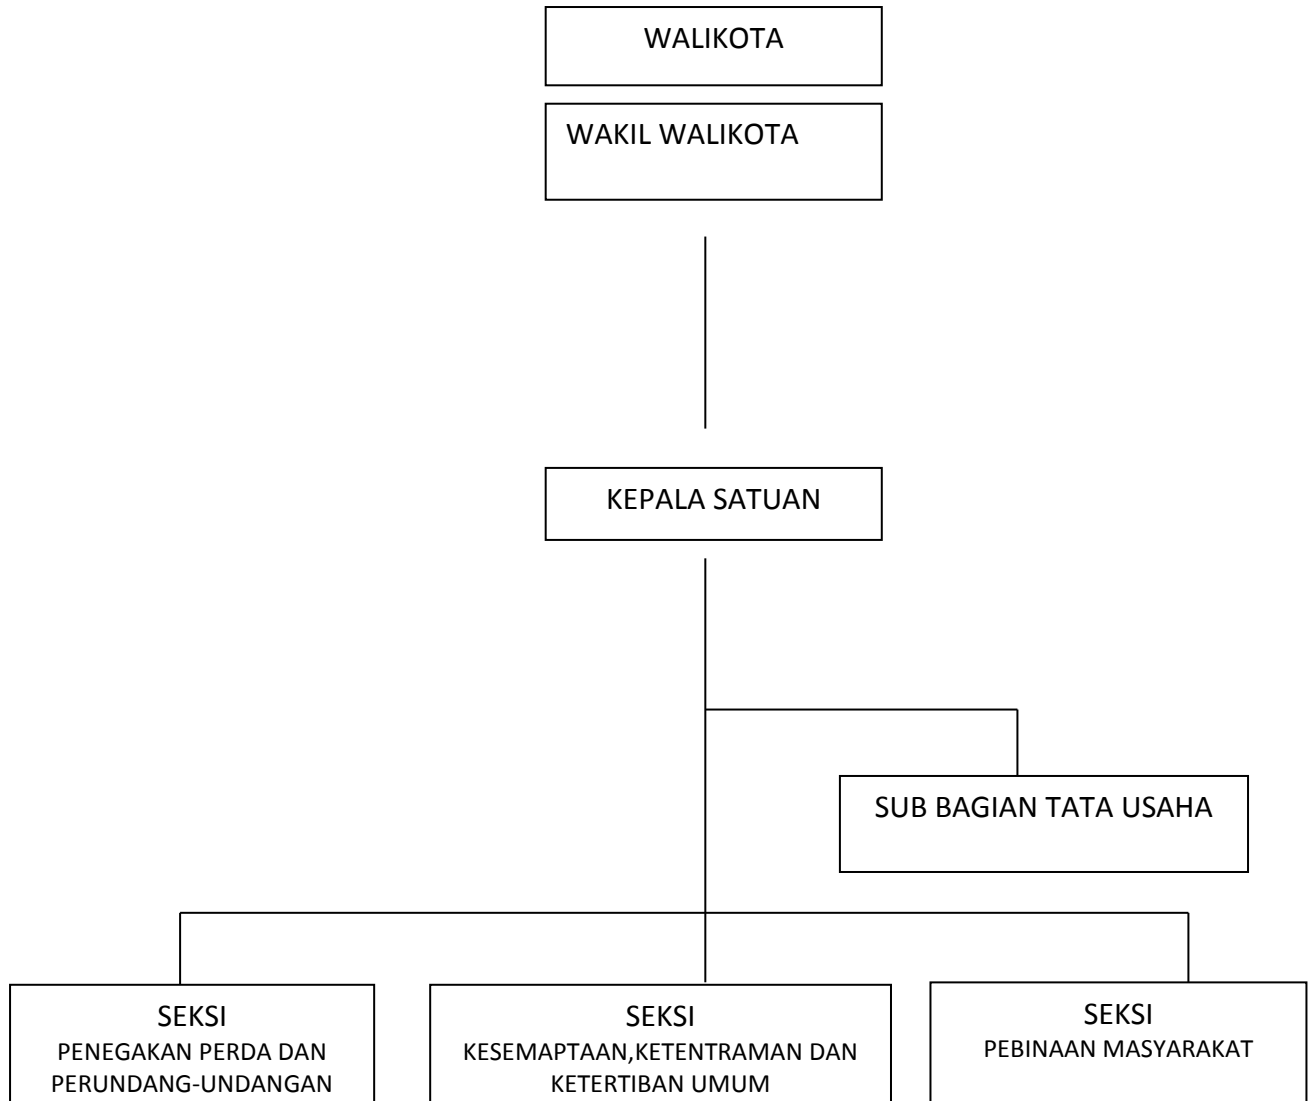 WALIKOTA
WAKIL WALIKOTA
KEPALA SATUAN
SUB BAGIAN TATA USAHA
SEKSI
PENEGAKAN PERDA DAN
PERUNDANG-UNDANGAN
SEKSI
KESEMAPTAAN,KETENTRAMAN DAN
KETERTIBAN UMUM
SEKSI
PEBINAAN MASYARAKAT